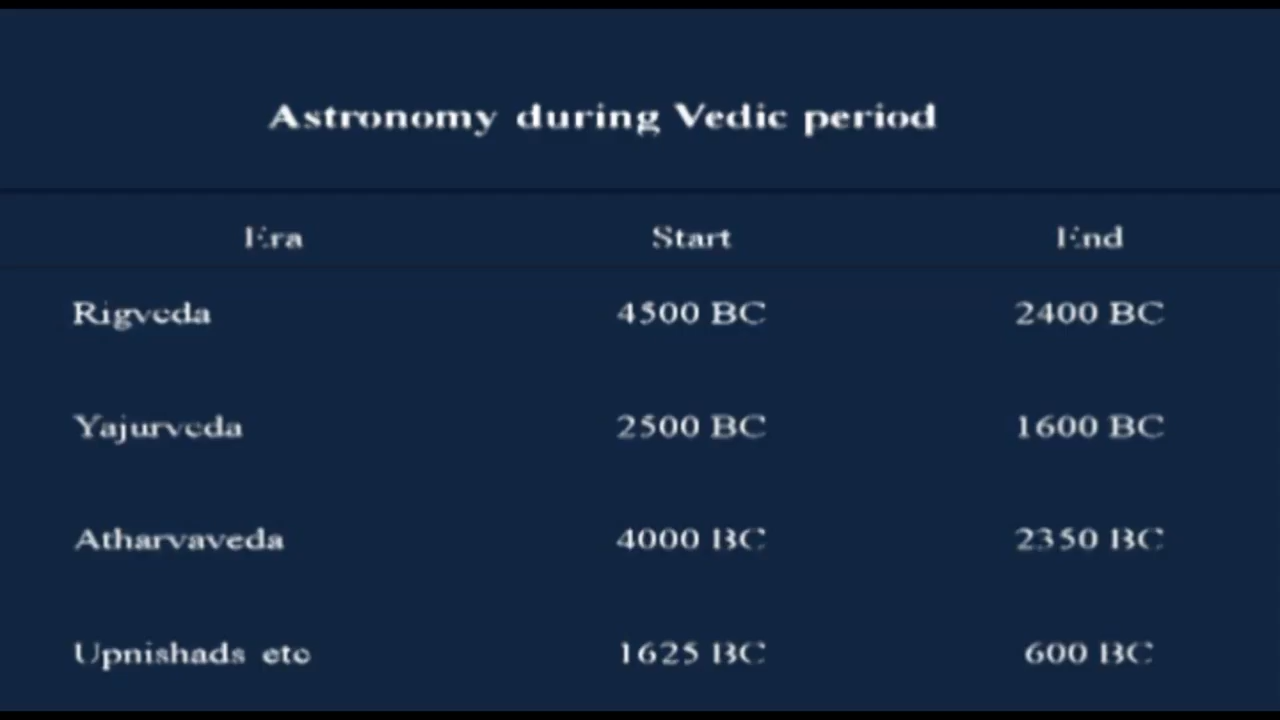 Astronomy during Vedic period
Era Start End
Rigveda 4500 BC 2400 BC
Yajurveda 2500 BC 1600 BC
Atharvaveda 4000 BC 2350 BC
Upnishads etc 1625 BC 600 BC